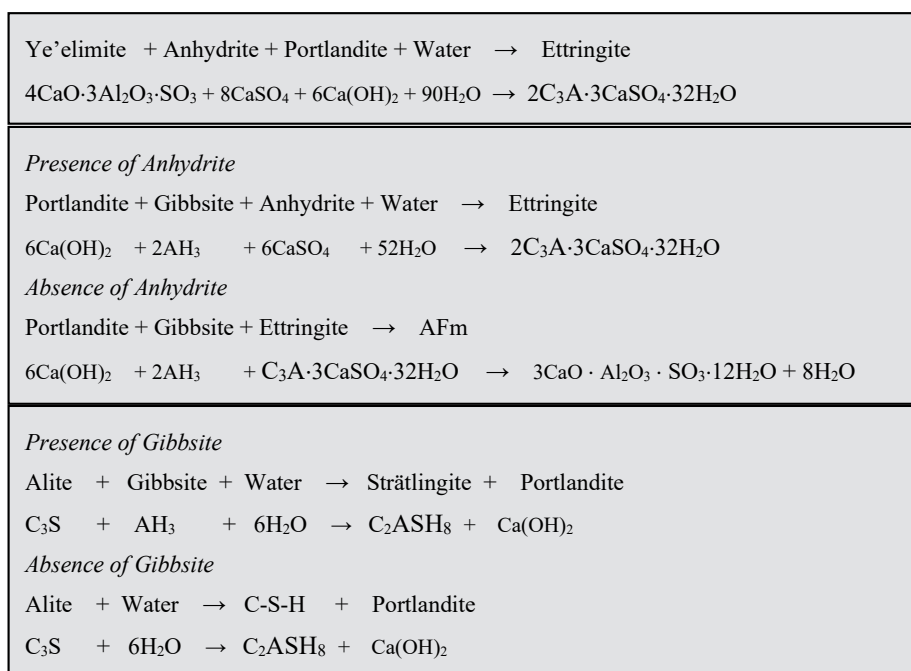 Ye’elimite + Anhydrite + Portlandite + Water → Ettringite
4CaO·3Al₂O₃·SO₃ + 8CaSO₄ + 6Ca(OH)₂ + 90H₂O → 2C₃A·3CaSO₄·32H₂O
Presence of Anhydrite
Portlandite + Gibbsite + Anhydrite + Water → Ettringite
6Ca(OH)₂ + 2AH₃ + 6CaSO₄ + 52H₂O → 2C₃A·3CaSO₄·32H₂O
Absence of Anhydrite
Portlandite + Gibbsite + Ettringite → AFm
6Ca(OH)₂ + 2AH₃ + C₃A·3CaSO₄·32H₂O → 3CaO · Al₂O₃ · SO₃·12H₂O + 8H₂O
Presence of Gibbsite
Alite + Gibbsite + Water → Strätlingite + Portlandite
C₃S + AH₃ + 6H₂O → C₂ASH₈ + Ca(OH)₂
Absence of Gibbsite
Alite + Water → C-S-H + Portlandite
C₃S + 6H₂O → C₂ASH₈ + Ca(OH)₂